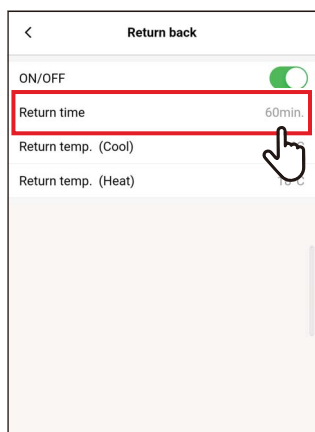 Return back
ON/OFF
Return time 60min.
Return temp. (Cool)
Return temp. (Heat)